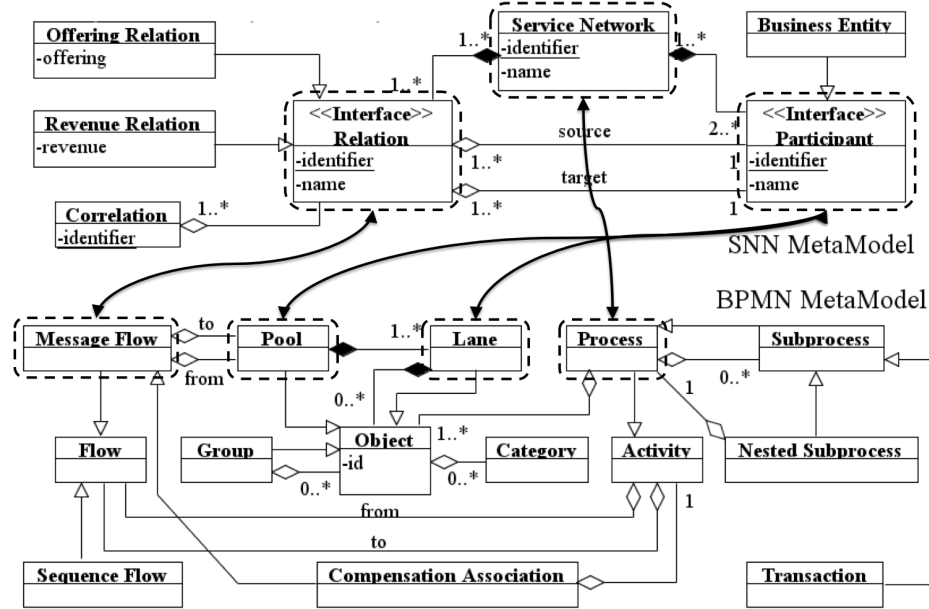 Offering Relation
-offering
Revenue Relation
-revenue
Correlation
-identifier
1..*
1..*
1..*
<<Interface>>
Relation
-identifier
-name
Service Network
-identifier
-name
1..*
source
1..*
1
target
1..*
1
Business Entity
2..*
<<Interface>>
Participant
-identifier
-name
SNN MetaModel
BPMN MetaModel
Message Flow
to
from
Pool
1..*
Lane
0..*
Process
1
0..*
Subprocess
Flow
Group
0..*
Object
-id
1..*
0..*
Category
Activity
1
Nested Subprocess
from
to
Sequence Flow
Compensation Association
Transaction